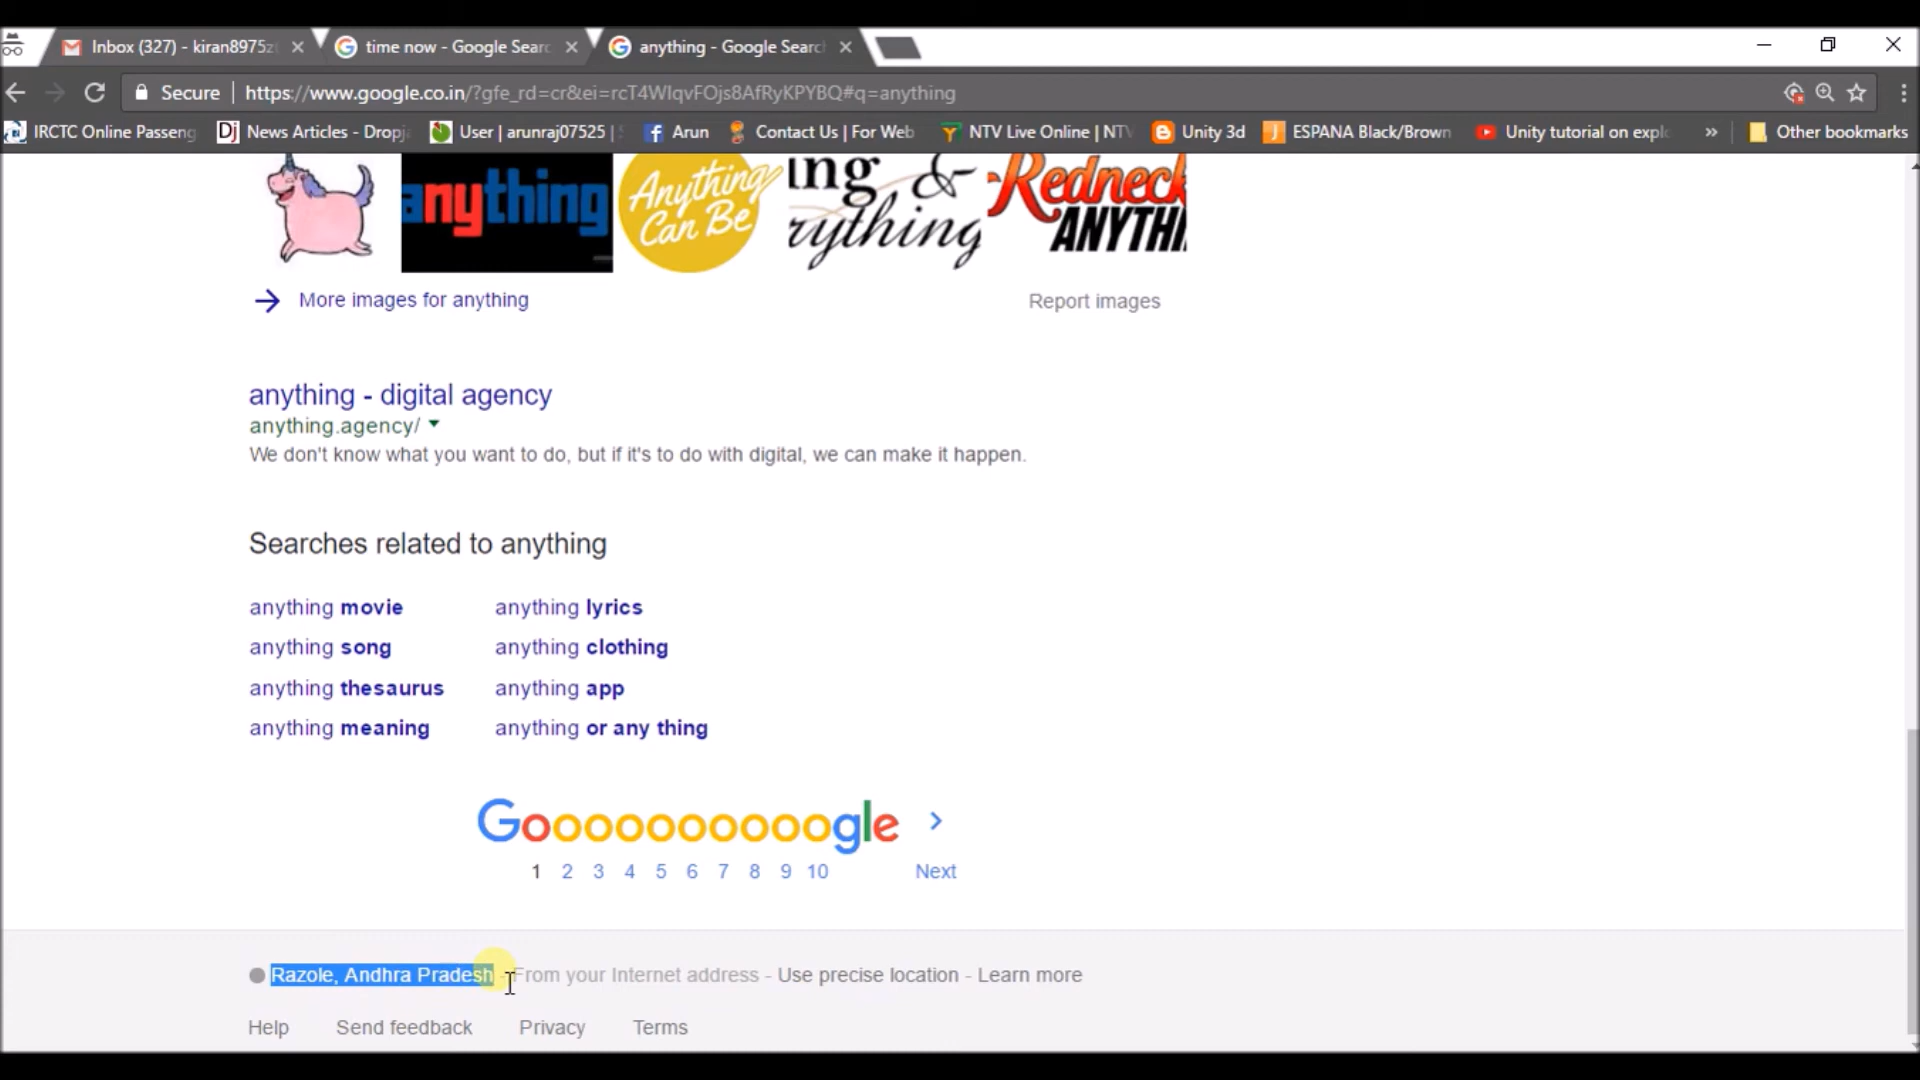 Inbox (327) - kiran8975z
time now - Google Sear
anything - Google Searc
Secure
https://www.google.co.in/?gfe_rd=cr&ei=rcT4WIqvFOjs8AfRyKPYBQ#q=anything
IRCTC Online Passeng
Dj
News Articles - Dropja
User | arunraj07525 |
Arun
Contact Us | For Web
NTV Live Online | NTV
Unity 3d
ESPANA Black/Brown
Unity tutorial on explo
»
Other bookmarks
anything
Anything
Can Be
ing &
rything
Redneck
ANYTHI
More images for anything
Report images
anything - digital agency
anything.agency/
We don't know what you want to do, but if it's to do with digital, we can make it happen.
Searches related to anything
anything movie
anything lyrics
anything song
anything clothing
anything thesaurus
anything app
anything meaning
anything or any thing
Goooooooooogle
1 2 3 4 5 6 7 8 9 10 Next
Razole, Andhra Pradesh - From your Internet address - Use precise location - Learn more
Help Send feedback Privacy Terms